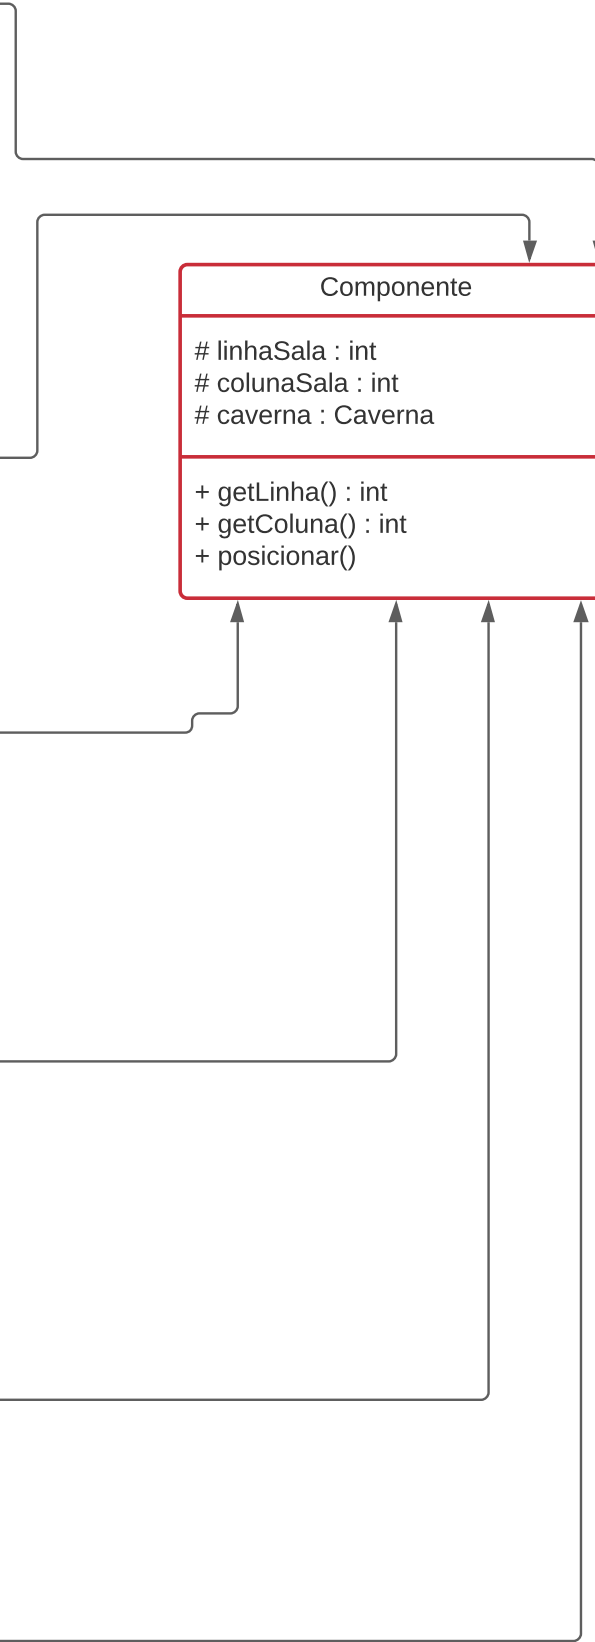 Componente
# linhaSala : int
# colunaSala : int
# caverna : Caverna
+ getLinha() : int
+ getColuna() : int
+ posicionar()